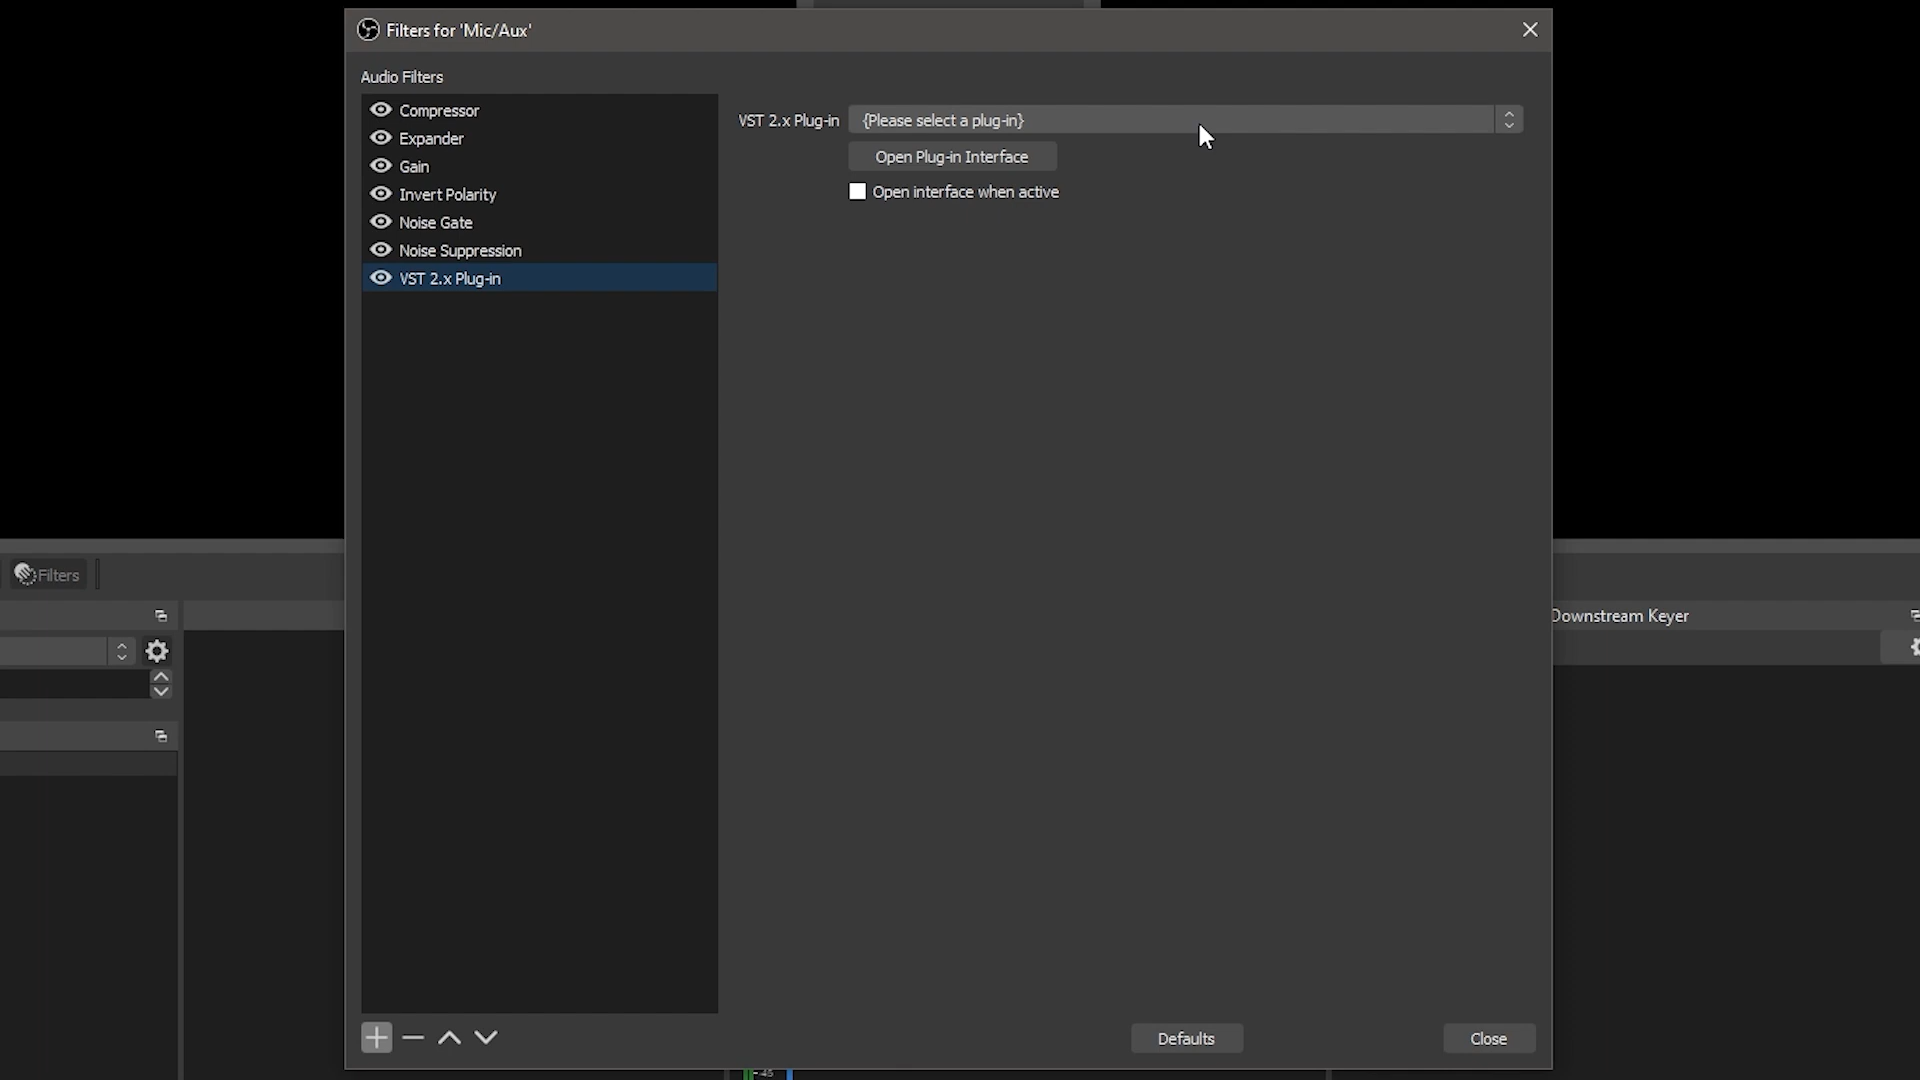 Filters for 'Mic/Aux'
Audio Filters
Compressor
Expander
Gain
Invert Polarity
Noise Gate
Noise Suppression
VST 2.x Plug-in
VST 2.x Plug-in {Please select a plug-in}
Open Plug-in Interface
Open interface when active
Filters
Downstream Keyer
Defaults
Close
-45